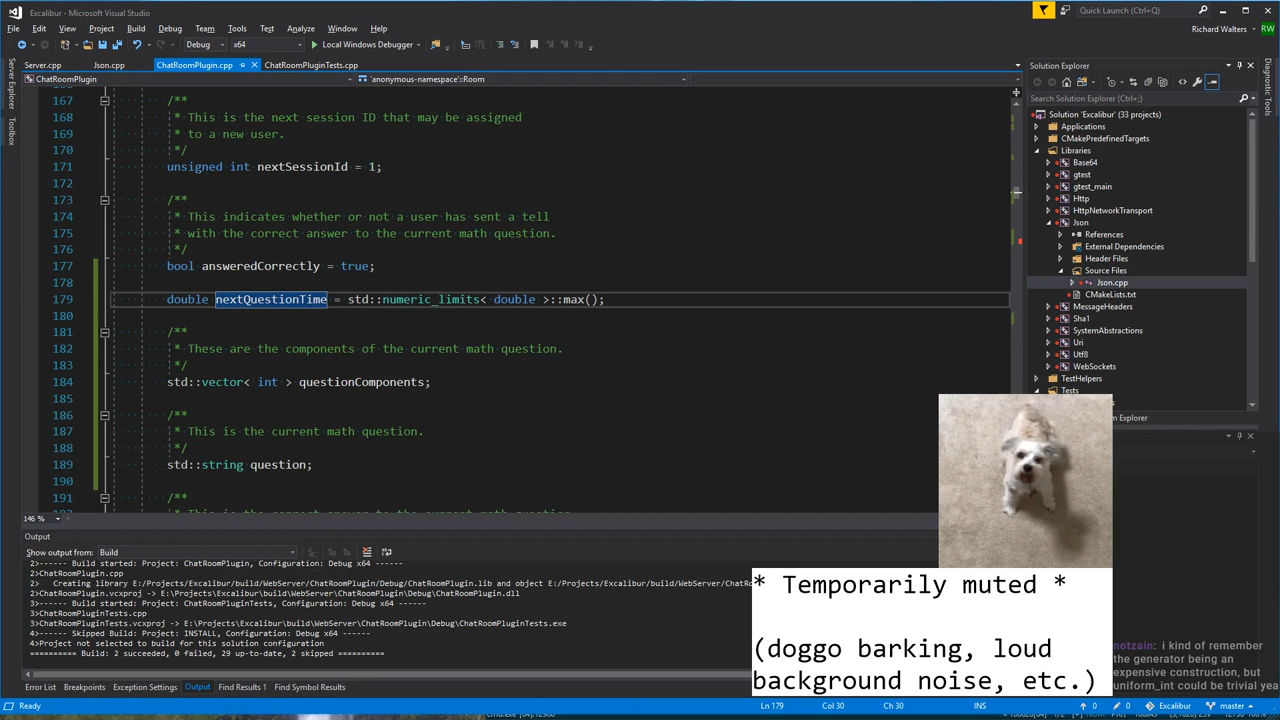 Excalibur - Microsoft Visual Studio
Quick Launch (Ctrl+Q)
File Edit View Project Build Debug Team Tools Test Analyze Window Help
Richard Walters RW
Debug x64 Local Windows Debugger
Server.cpp Json.cpp ChatRoomPlugin.cpp ChatRoomPluginTests.cpp
ChatRoomPlugin `anonymous-namespace'::Room
Server Explorer
Toolbox
167 /**
168 * This is the next session ID that may be assigned
169 * to a new user.
170 */
171 unsigned int nextSessionId = 1;
172
173 /**
174 * This indicates whether or not a user has sent a tell
175 * with the correct answer to the current math question.
176 */
177 bool answeredCorrectly = true;
178
179 double nextQuestionTime = std::numeric_limits< double >::max();
180
181 /**
182 * These are the components of the current math question.
183 */
184 std::vector< int > questionComponents;
185
186 /**
187 * This is the current math question.
188 */
189 std::string question;
190
191 /**
146 %
Solution Explorer
Search Solution Explorer (Ctrl+;)
Solution 'Excalibur' (33 projects)
Applications
CMakePredefinedTargets
Libraries
Base64
gtest
gtest_main
Http
HttpNetworkTransport
Json
References
External Dependencies
Header Files
Source Files
Json.cpp
CMakeLists.txt
MessageHeaders
Sha1
SystemAbstractions
Uri
Utf8
WebSockets
TestHelpers
Tests
Diagnostic Tools
Output
Show output from: Build
2>------ Build started: Project: ChatRoomPlugin, Configuration: Debug x64 ------
2>ChatRoomPlugin.cpp
2> Creating library E:/Projects/Excalibur/build/WebServer/ChatRoomPlugin/Debug/ChatRoomPlugin.lib and object E:/Projects/Excalibur/build/WebServer/Chat
2>ChatRoomPlugin.vcxproj -> E:\Projects\Excalibur\build\WebServer\ChatRoomPlugin\Debug\ChatRoomPlugin.dll
3>------ Build started: Project: ChatRoomPluginTests, Configuration: Debug x64 ------
3>ChatRoomPluginTests.cpp
3>ChatRoomPluginTests.vcxproj -> E:\Projects\Excalibur\build\WebServer\ChatRoomPlugin\Debug\ChatRoomPluginTests.exe
4>------ Skipped Build: Project: INSTALL, Configuration: Debug x64 ------
4>Project not selected to build for this solution configuration
========== Build: 2 succeeded, 0 failed, 29 up-to-date, 2 skipped ==========
* Temporarily muted *
(doggo barking, loud
background noise, etc.)
notzain: i kind of remember
the generator being an
expensive construction, but
uniform_int could be trivial yea
Error List Breakpoints Exception Settings Output Find Results 1 Find Symbol Results
Ready Ln 179 Col 30 Ch 30 INS 0 0 Excalibur master